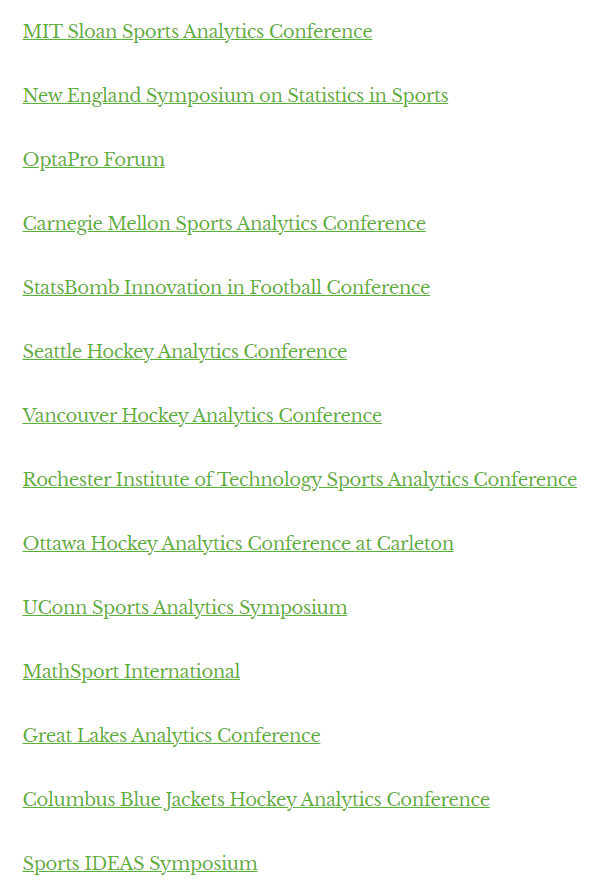 MIT Sloan Sports Analytics Conference
New England Symposium on Statistics in Sports
OptaPro Forum
Carnegie Mellon Sports Analytics Conference
StatsBomb Innovation in Football Conference
Seattle Hockey Analytics Conference
Vancouver Hockey Analytics Conference
Rochester Institute of Technology Sports Analytics Conference
Ottawa Hockey Analytics Conference at Carleton
UConn Sports Analytics Symposium
MathSport International
Great Lakes Analytics Conference
Columbus Blue Jackets Hockey Analytics Conference
Sports IDEAS Symposium